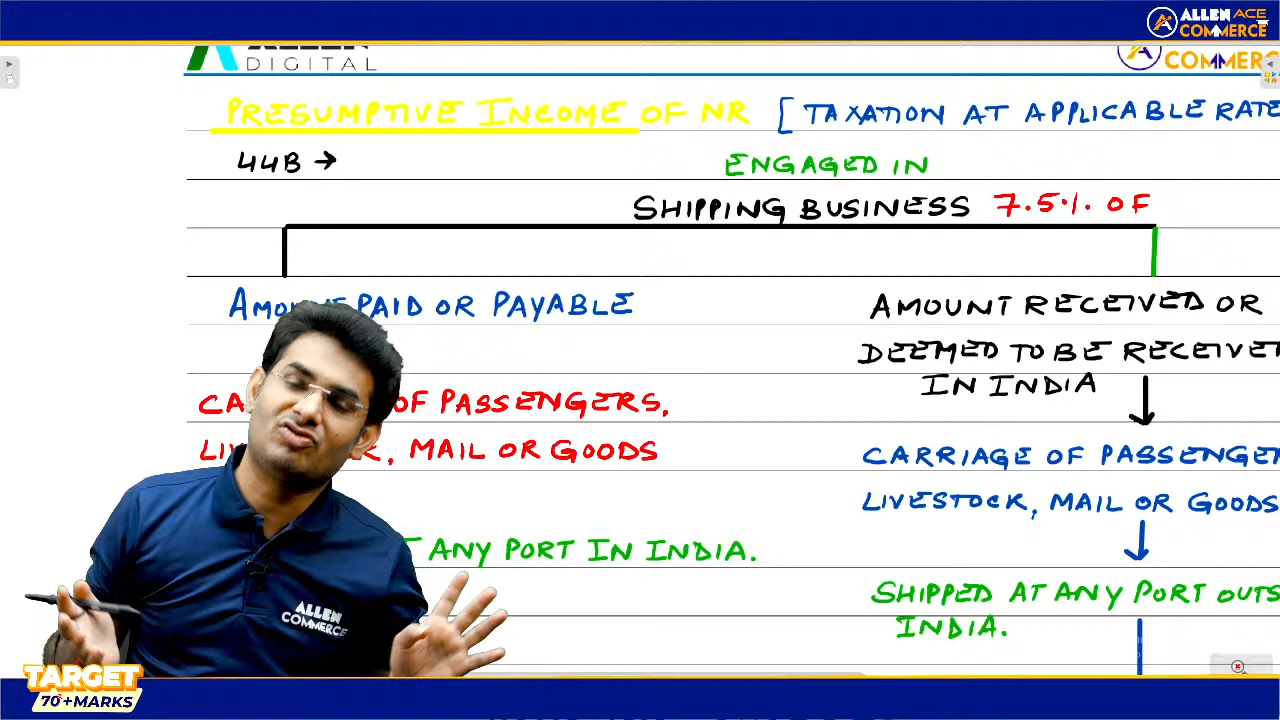 ALLEN ACE
COMMERCE
DIGITAL
COMMERC
PRESUMPTIVE INCOME OF NR [TAXATION AT APPLICABLE RATE
44B →
ENGAGED IN
SHIPPING BUSINESS 7.5% OF
AMOUNT PAID OR PAYABLE
OF PASSENGERS,
MAIL OR GOODS
ANY PORT IN INDIA.
AMOUNT RECEIVED OR
DEEMED TO BE RECEIVE
IN INDIA
CARRIAGE OF PASSENGE
LIVESTOCK, MAIL OR GOODS
SHIPPED AT ANY PORT OUTS
INDIA.
ALLEN
COMMERCE
TARGET
70+MARKS